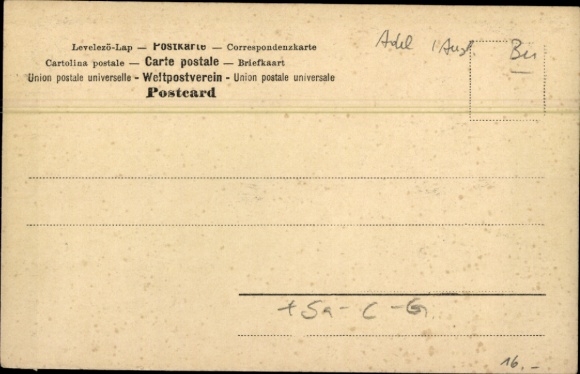 Levelező-Lap — Postkarte — Correspondenzkarte
Cartolina postale — Carte postale — Briefkaart
Union postale universelle - Weltpostverein - Union postale universale
Postcard
Adel
+ Sa - C - G
16.-